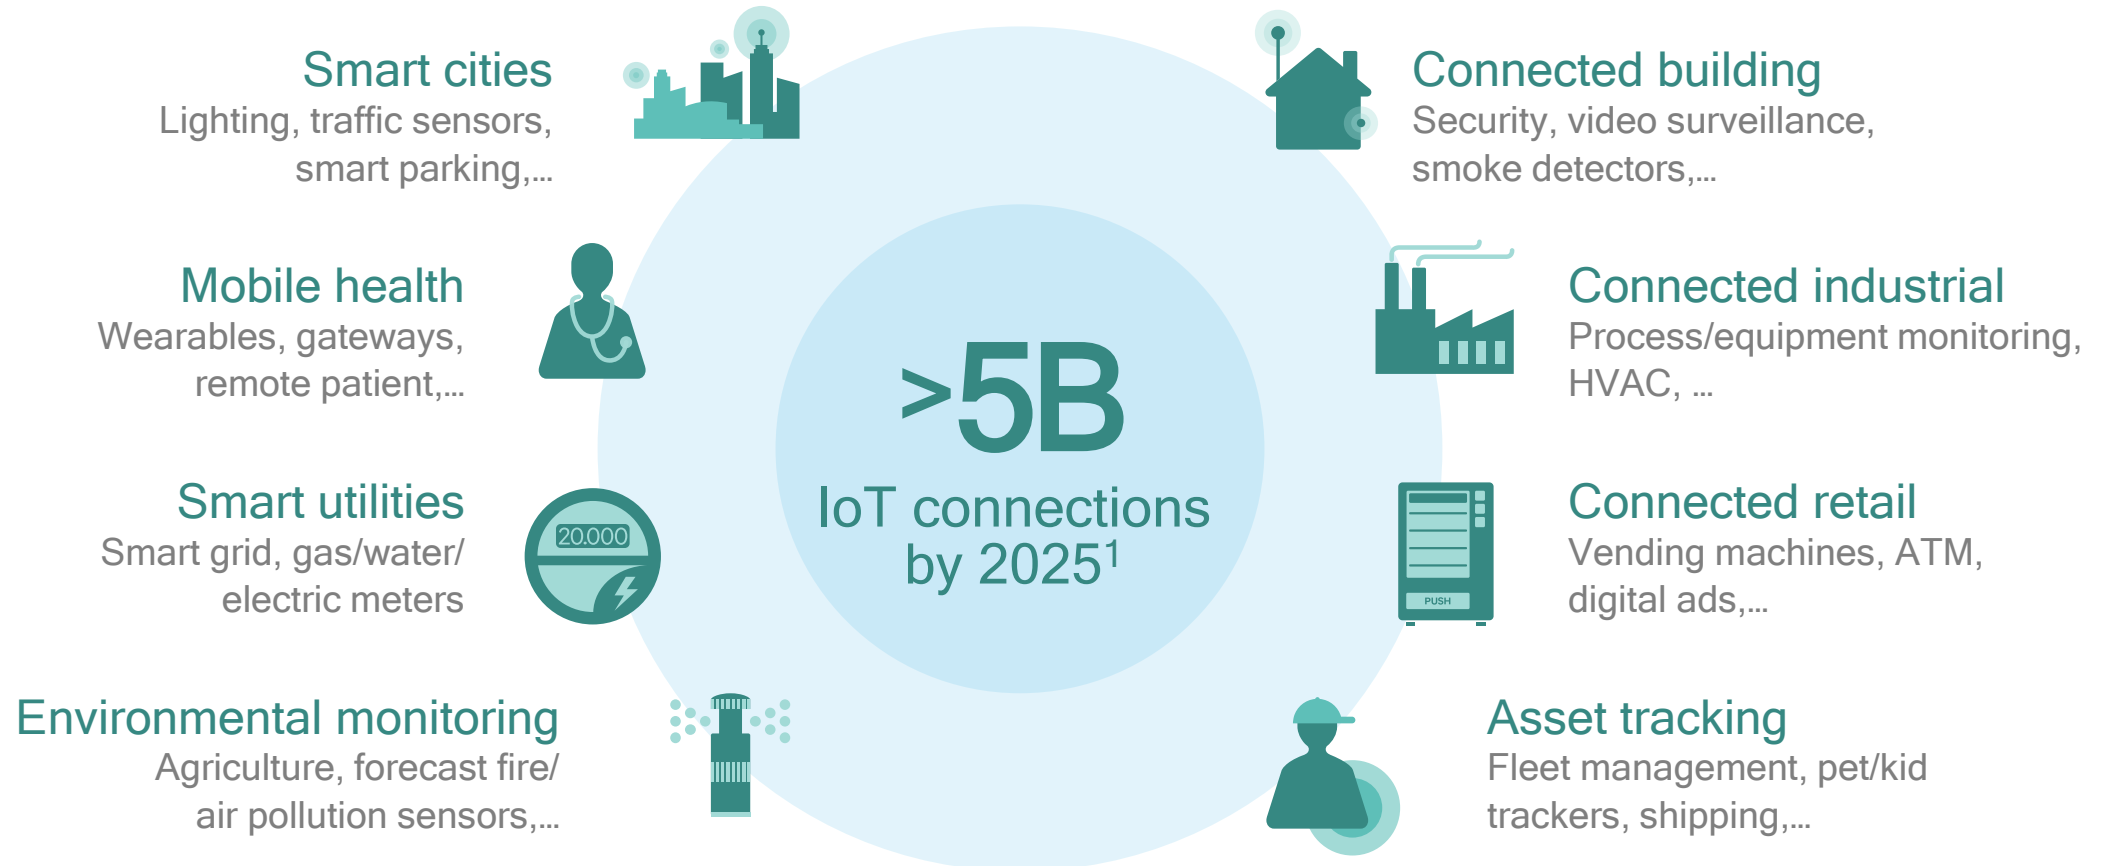 Smart cities
Lighting, traffic sensors,
smart parking,...
Mobile health
Wearables, gateways,
remote patient,...
Smart utilities
Smart grid, gas/water/
electric meters
20.000
Environmental monitoring
Agriculture, forecast fire/
air pollution sensors,...
>5B
IoT connections
by 2025¹
Connected building
Security, video surveillance,
smoke detectors,...
Connected industrial
Process/equipment monitoring,
HVAC, ...
Connected retail
Vending machines, ATM,
digital ads,...
PUSH
Asset tracking
Fleet management, pet/kid
trackers, shipping,...